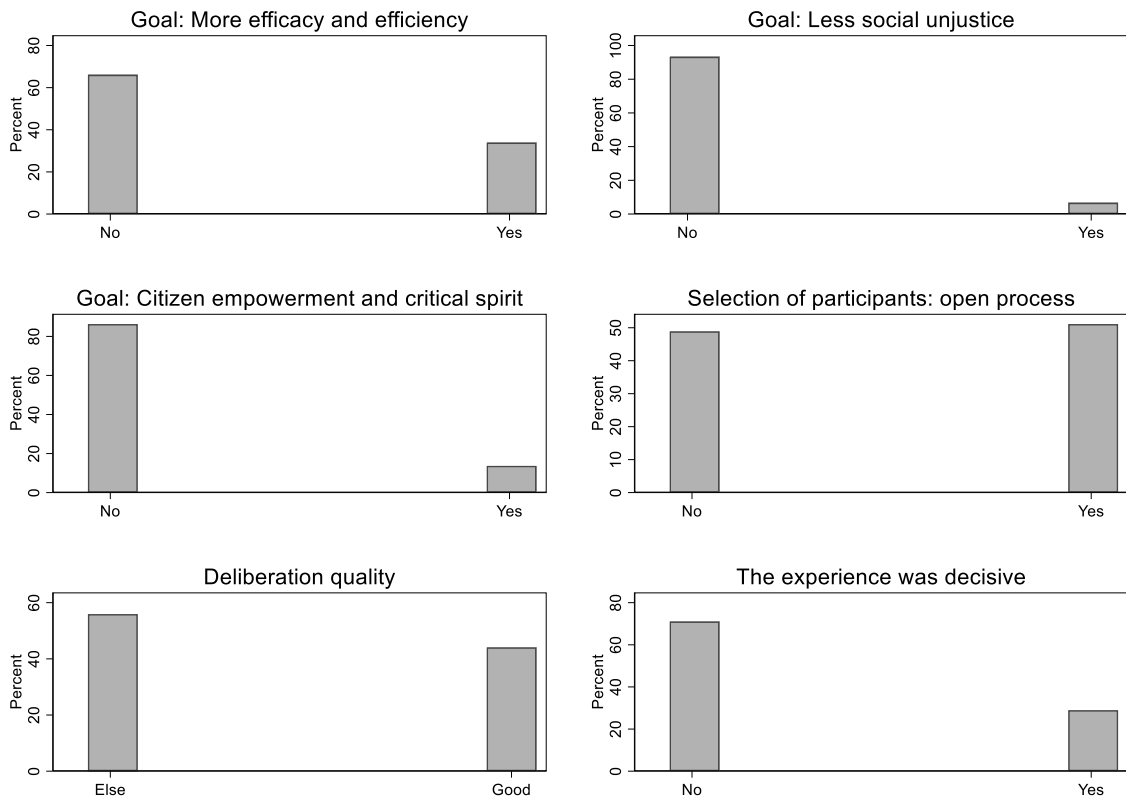 Goal: More efficacy and efficiency
Percent
80
60
40
20
0
No Yes
Goal: Less social unjustice
Percent
100
80
60
40
20
0
No Yes
Goal: Citizen empowerment and critical spirit
Percent
80
60
40
20
0
No Yes
Selection of participants: open process
Percent
50
40
30
20
10
0
No Yes
Deliberation quality
Percent
60
40
20
0
Else Good
The experience was decisive
Percent
80
60
40
20
0
No Yes